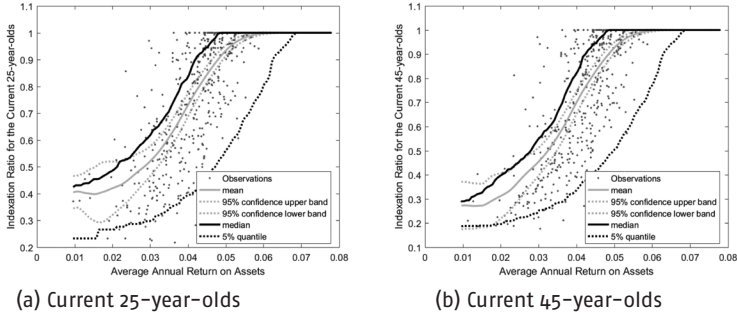 Indexation Ratio for the Current 25-year-olds
1
0.9
0.8
0.7
0.6
0.5
0.4
0.3
0.2
0
0.01
0.02
0.03
0.04
0.05
0.06
0.07
0.08
Average Annual Return on Assets
Observations
mean
95% confidence upper band
95% confidence lower band
median
5% quantile
(a) Current 25-year-olds
Indexation Ratio for the Current 45-year-olds
1
0.9
0.8
0.7
0.6
0.5
0.4
0.3
0.2
0.1
0
0.01
0.02
0.03
0.04
0.05
0.06
0.07
0.08
Average Annual Return on Assets
Observations
mean
95% confidence upper band
95% confidence lower band
median
5% quantile
(b) Current 45-year-olds